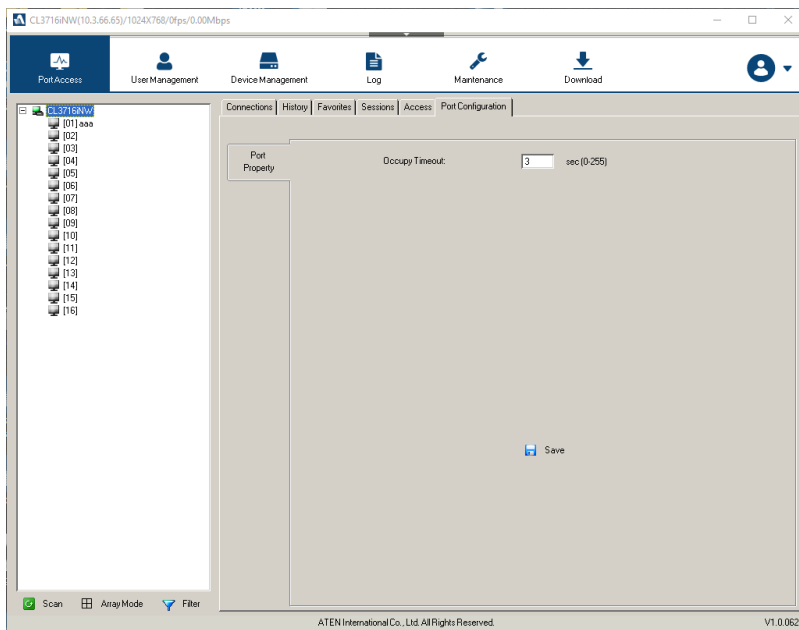 CL3716iNW(10.3.66.65)/1024X768/0fps/0.00Mbps
Port Access
User Management
Device Management
Log
Maintenance
Download
CL3716iNW
[01] aaa
[02]
[03]
[04]
[05]
[06]
[07]
[08]
[09]
[10]
[11]
[12]
[13]
[14]
[15]
[16]
Scan
Array Mode
Filter
Connections
History
Favorites
Sessions
Access
Port Configuration
Port
Property
Occupy Timeout:
3
sec (0-255)
Save
ATEN International Co., Ltd. All Rights Reserved.
V1.0.062